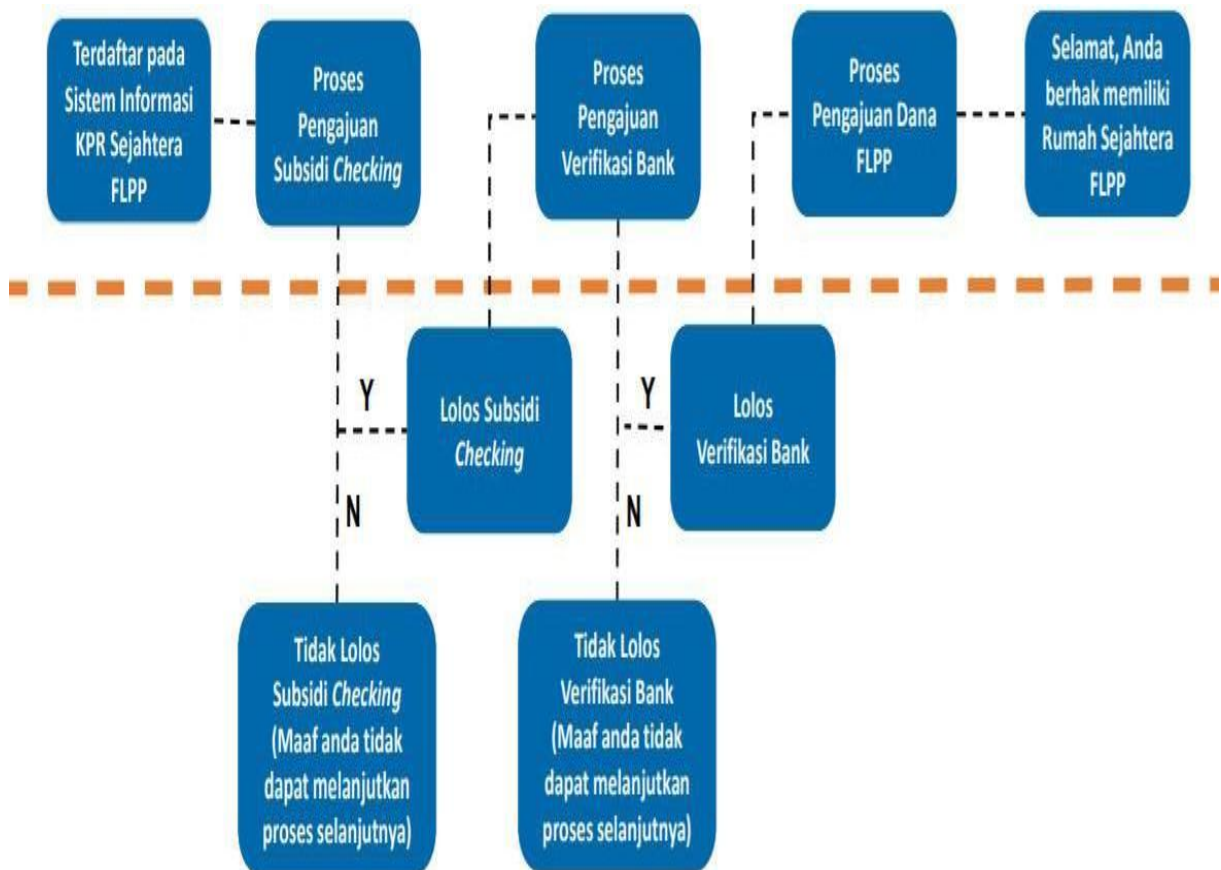 Terdaftar pada
Sistem Informasi
KPR Sejahtera
FLPP
Proses
Pengajuan
Subsidi Checking
Proses
Pengajuan
Verifikasi Bank
Proses
Pengajuan Dana
FLPP
Selamat, Anda
berhak memiliki
Rumah Sejahtera
FLPP
Y
Lolos Subsidi
Checking
N
Y
Lolos
Verifikasi Bank
N
Tidak Lolos
Subsidi Checking
(Maaf anda tidak
dapat melanjutkan
proses selanjutnya)
Tidak Lolos
Verifikasi Bank
(Maaf anda tidak
dapat melanjutkan
proses selanjutnya)